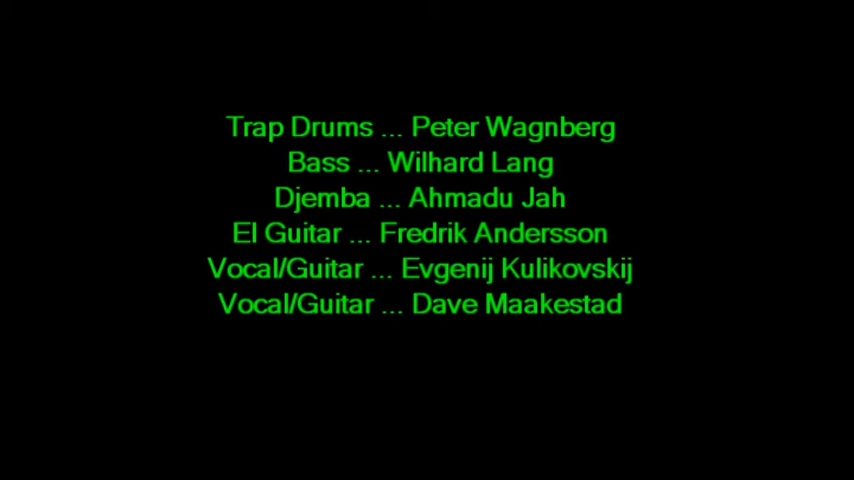 Trap Drums ... Peter Wagnberg
Bass ... Wilhard Lang
Djemba ... Ahmadu Jah
El Guitar ... Fredrik Andersson
Vocal/Guitar ... Evgenij Kulikovskij
Vocal/Guitar ... Dave Maakestad